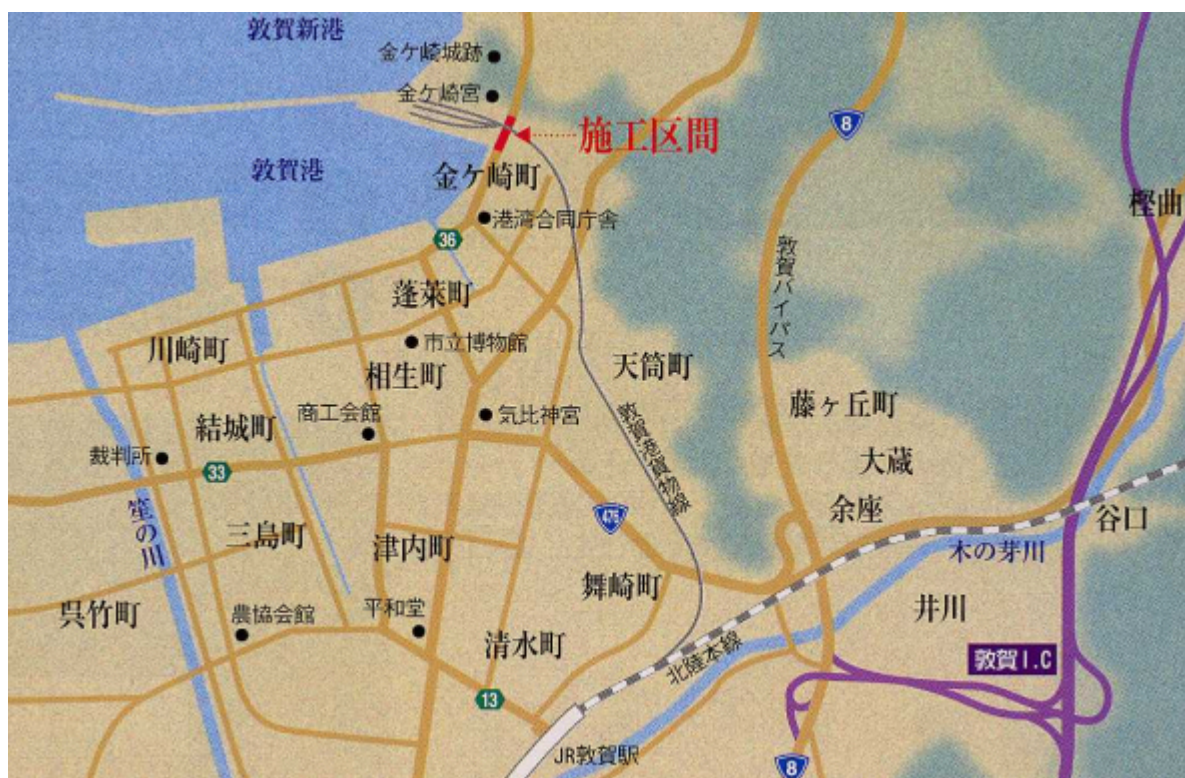 敦賀新港
金ケ崎城跡
金ケ崎宮
8
施工区間
敦賀港
金ケ崎町
樫曲
港湾合同庁舎
36
敦賀バイパス
蓬莱町
川崎町
市立博物館
天筒町
相生町
藤ヶ丘町
商工会館
気比神宮
敦賀港貨物線
結城町
裁判所
33
大蔵
余座
476
谷口
笙の川
三島町
津内町
木の芽川
舞崎町
呉竹町
農協会館
平和堂
井川
清水町
北陸本線
敦賀I.C
13
JR敦賀駅
8